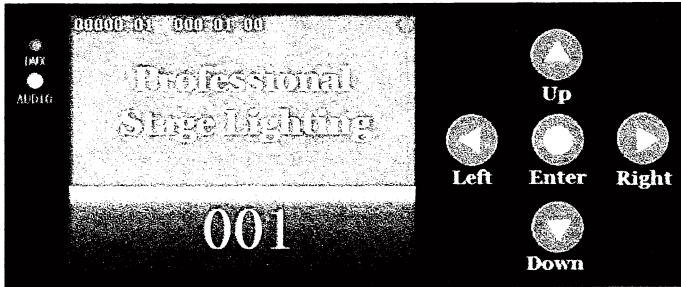 00000:01 000:01:00
DMX
AUDIO
Professional
Stage Lighting
001
Up
Left Enter Right
Down